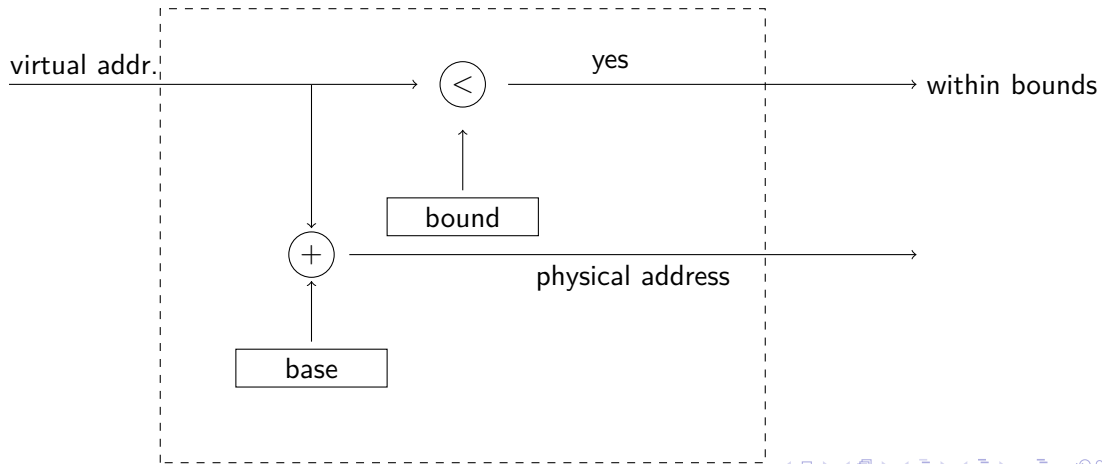 virtual addr.
<
yes
within bounds
bound
+
physical address
base